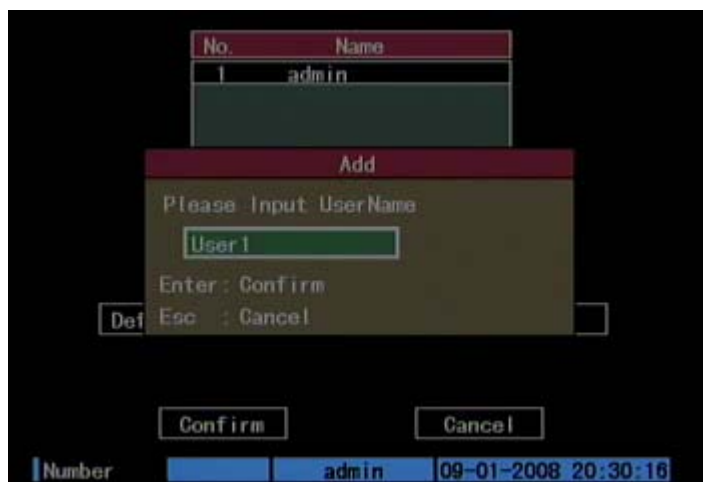 No. Name
1 admin
Add
Please Input UserName
User1
Enter: Confirm
Esc : Cancel
Def
Confirm Cancel
Number admin 09-01-2008 20:30:16